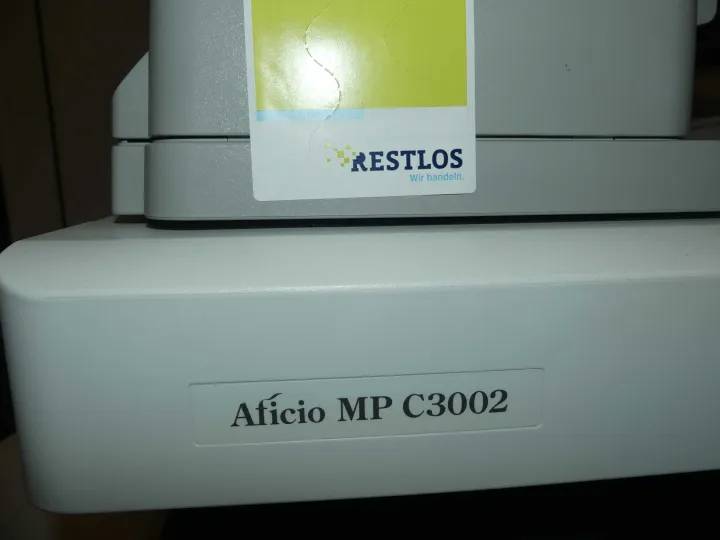 RESTLOS
Wir handeln.
Aficio MP C3002